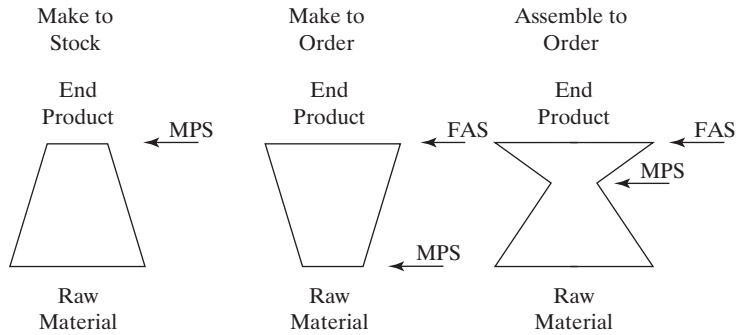 Make to
Stock
End
Product
MPS
Raw
Material
Make to
Order
End
Product
FAS
MPS
Raw
Material
Assemble to
Order
End
Product
FAS
MPS
Raw
Material